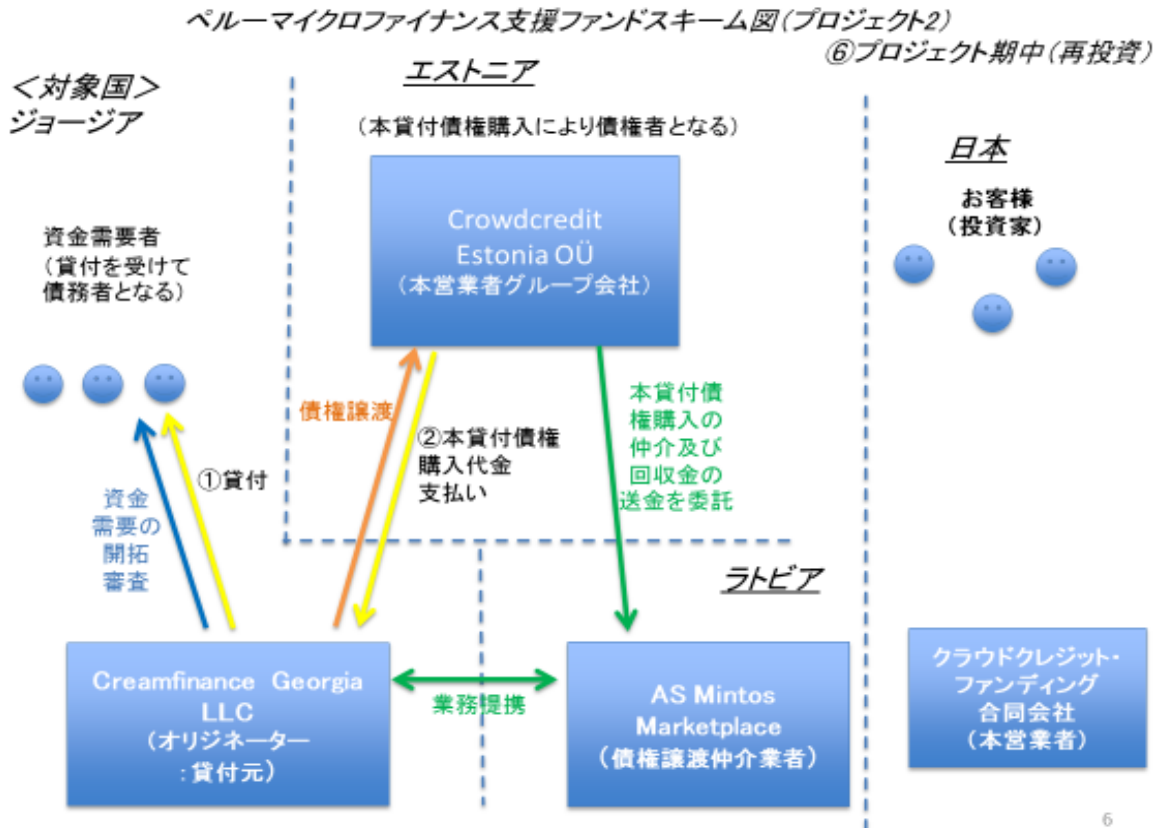 ペルーマイクロファイナンス支援ファンドスキーム図(プロジェクト2)
⑥プロジェクト期中(再投資)
＜対象国＞
ジョージア
エストニア
(本貸付債権購入により債権者となる)
日本
お客様
(投資家)
Crowdcredit
Estonia OÜ
(本営業者グループ会社)
資金需要者
(貸付を受けて
債務者となる)
債権譲渡
②本貸付債権
購入代金
支払い
本貸付債
権購入の
仲介及び
回収金の
送金を委託
①貸付
資金
需要の
開拓
審査
ラトビア
Creamfinance Georgia
LLC
(オリジネーター
:貸付元)
業務提携
AS Mintos
Marketplace
(債権譲渡仲介業者)
クラウドクレジット・
ファンディング
合同会社
(本営業者)
6